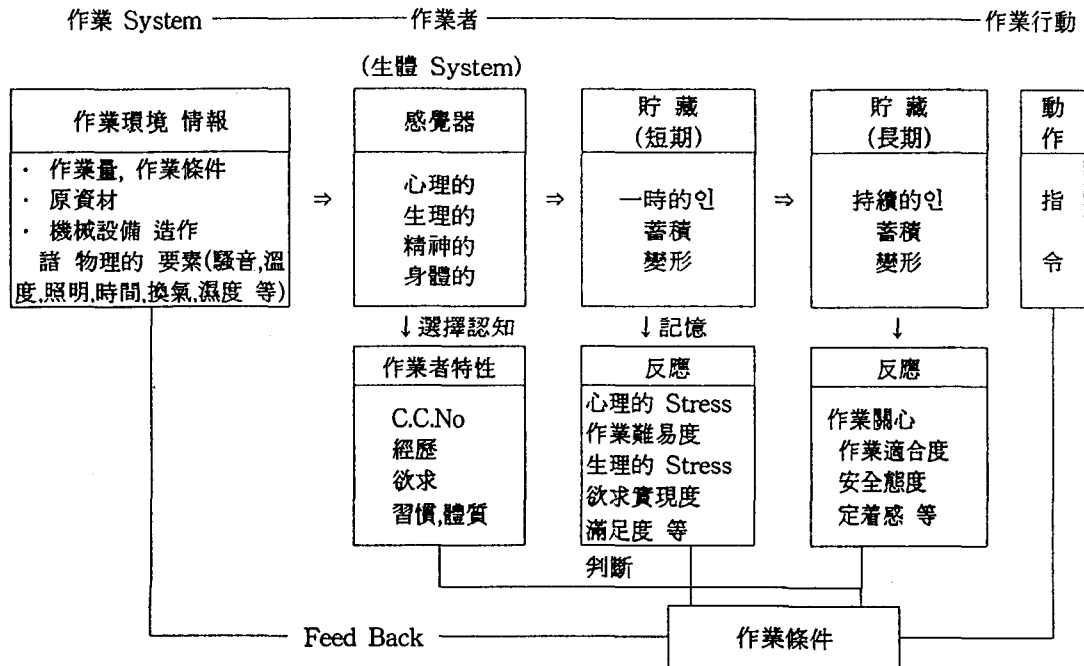 作業 System 作業者 作業行動
(生體 System)
作業環境 情報
· 作業量, 作業條件
· 原資材
· 機械設備 造作
諸 物理的 要素(騷音,溫
度,照明,時間,換氣,濕度 等)
⇒
感覺器
心理的
生理的
精神的
身體的
⇒
貯 藏
(短期)
一時的인
蓄積
變形
⇒
貯 藏
(長期)
持續的인
蓄積
變形
動
作
指
令
↓選擇認知
↓記憶
↓
作業者特性
C.C.No
經歷
欲求
習慣,體質
反應
心理的 Stress
作業難易度
生理的 Stress
欲求實現度
滿足度 等
反應
作業關心
作業適合度
安全態度
定着感 等
判斷
Feed Back
作業條件